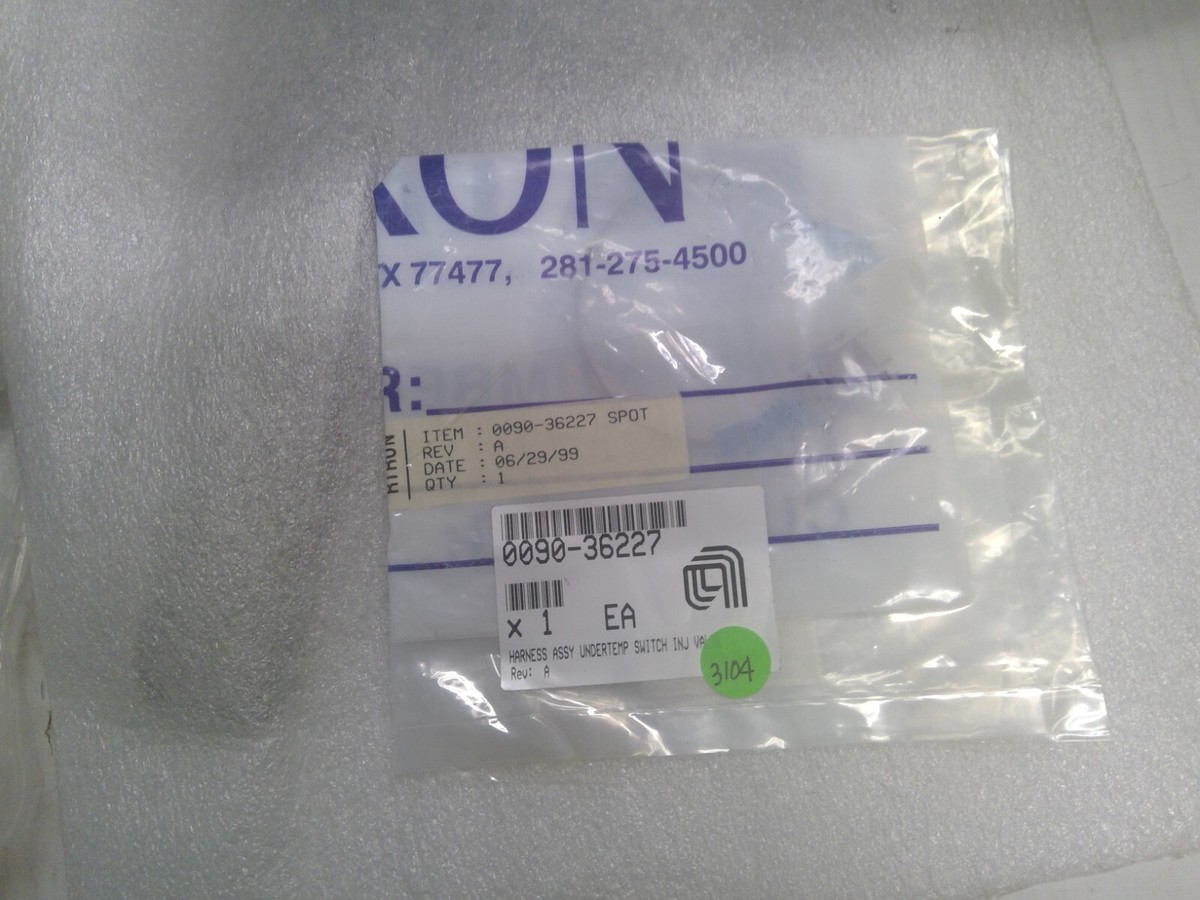 RON
X 77477, 281-275-4500
R:
ITEM : 0090-36227 SPOT
REV : A
DATE : 06/29/99
QTY : 1
0090-36227
x 1 EA
HARNESS ASSY UNDERTEMP SWITCH INJ
Rev: A
3104